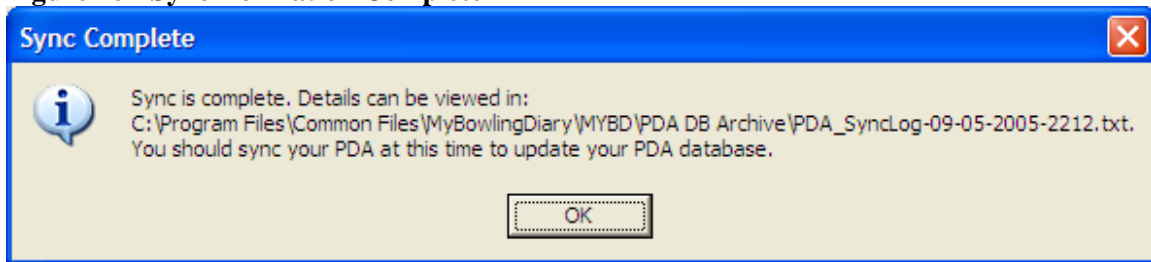 Sync Complete
Sync is complete. Details can be viewed in:
C:\Program Files\Common Files\MyBowlingDiary\MYBD\PDA DB Archive\PDA_SyncLog-09-05-2005-2212.txt.
You should sync your PDA at this time to update your PDA database.
OK